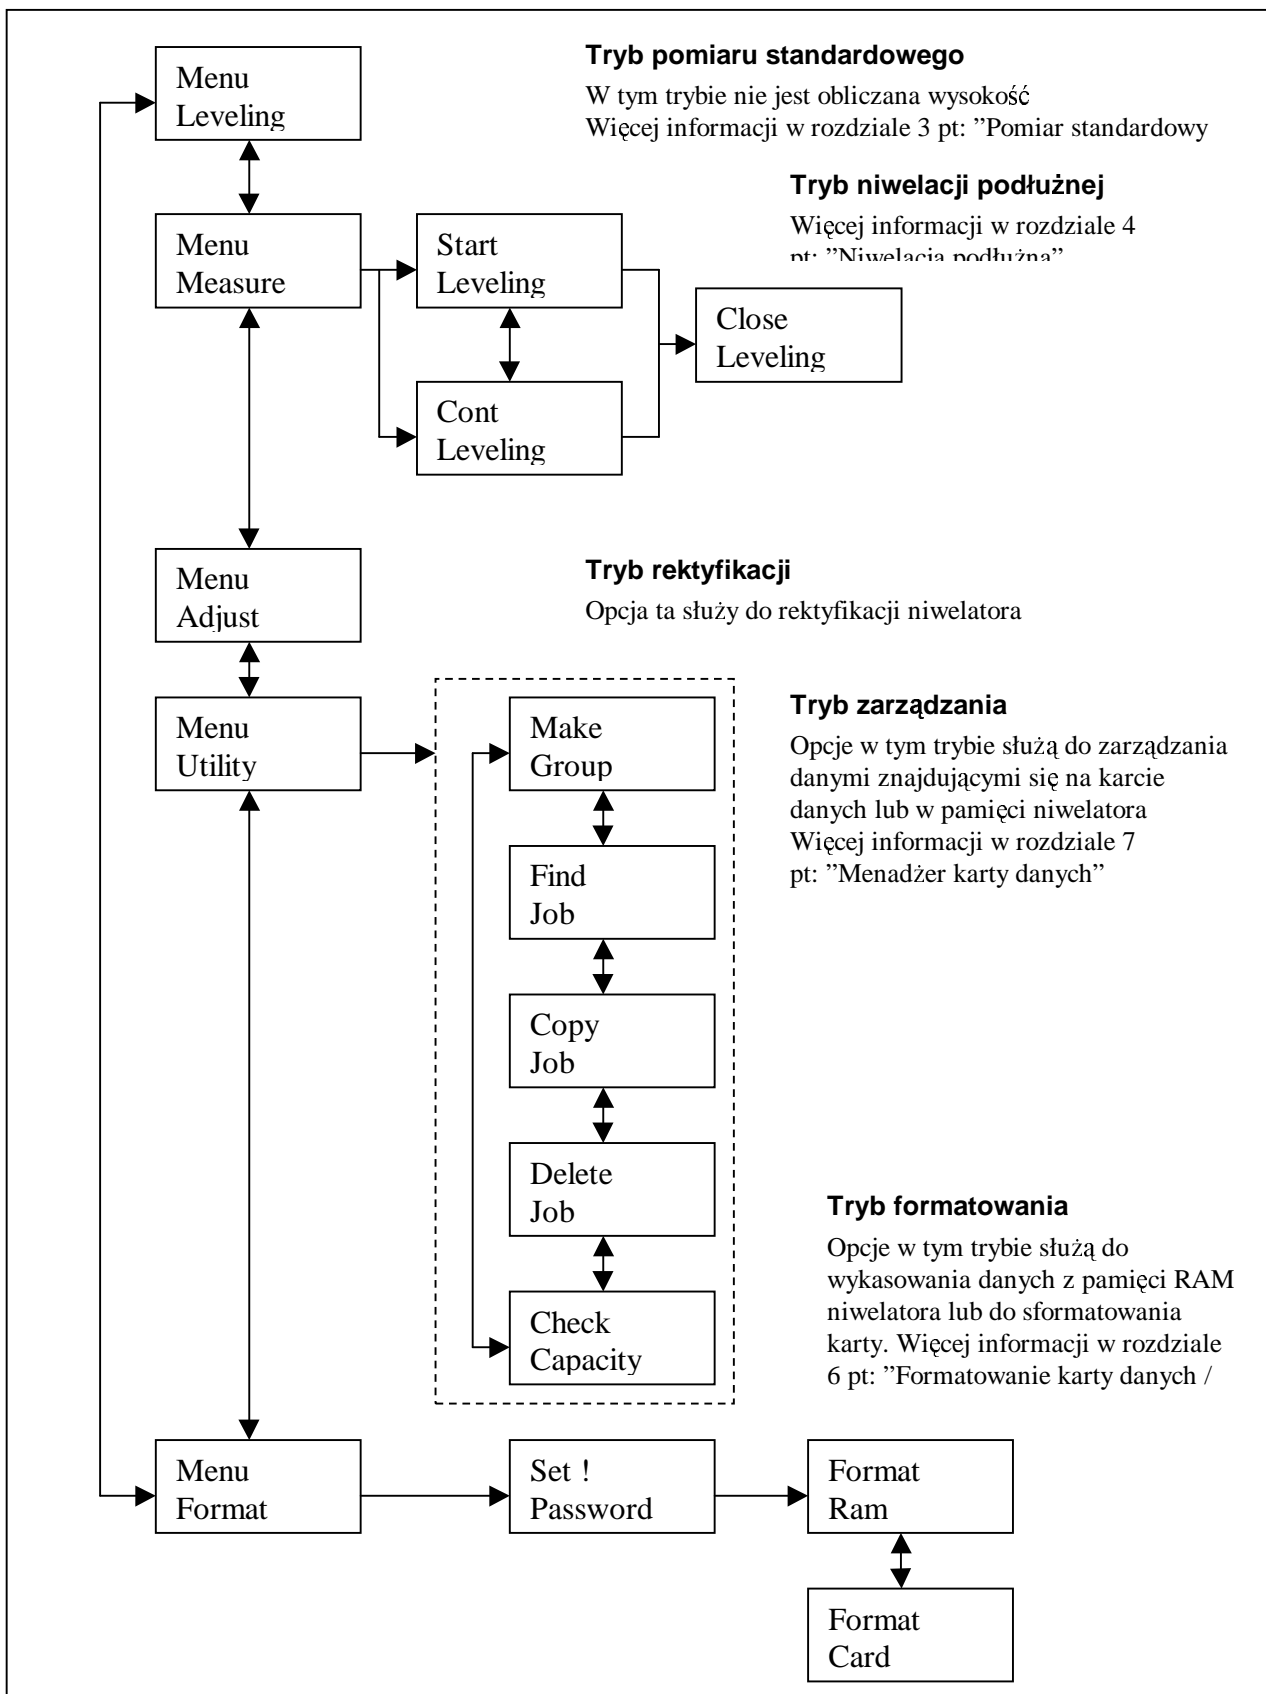 Menu
Leveling
Tryb pomiaru standardowego
W tym trybie nie jest obliczana wysokość
Więcej informacji w rozdziale 3 pt: ”Pomiar standardowy
Tryb niwelacji podłużnej
Więcej informacji w rozdziale 4
pt: ”Niwelacja podłużna”
Menu
Measure
Start
Leveling
Close
Leveling
Cont
Leveling
Menu
Adjust
Tryb rektyfikacji
Opcja ta służy do rektyfikacji niwelatora
Menu
Utility
Make
Group
Tryb zarządzania
Opcje w tym trybie służą do zarządzania
danymi znajdującymi się na karcie
danych lub w pamięci niwelatora
Więcej informacji w rozdziale 7
pt: ”Menadżer karty danych”
Find
Job
Copy
Job
Delete
Job
Check
Capacity
Tryb formatowania
Opcje w tym trybie służą do
wykasowania danych z pamięci RAM
niwelatora lub do sformatowania
karty. Więcej informacji w rozdziale
6 pt: ”Formatowanie karty danych /
Menu
Format
Set !
Password
Format
Ram
Format
Card